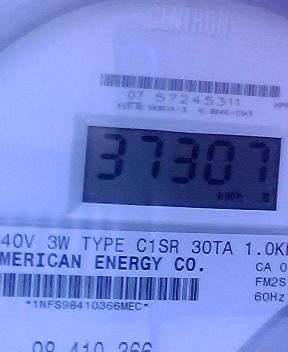 CENTRON
07 57245311
37307
kWh
40V 3W TYPE C1SR 30TA 1.0K
MERICAN ENERGY CO.
CA 0
FM2S
60Hz
*1NFS98410366MEC*
98 410 366